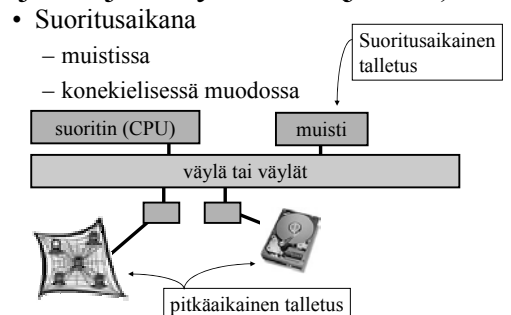 • Suoritusaikana
– muistissa
– konekielisessä muodossa
Suoritusaikainen
talletus
suoritin (CPU)
muisti
väylä tai väylät
pitkäaikainen talletus